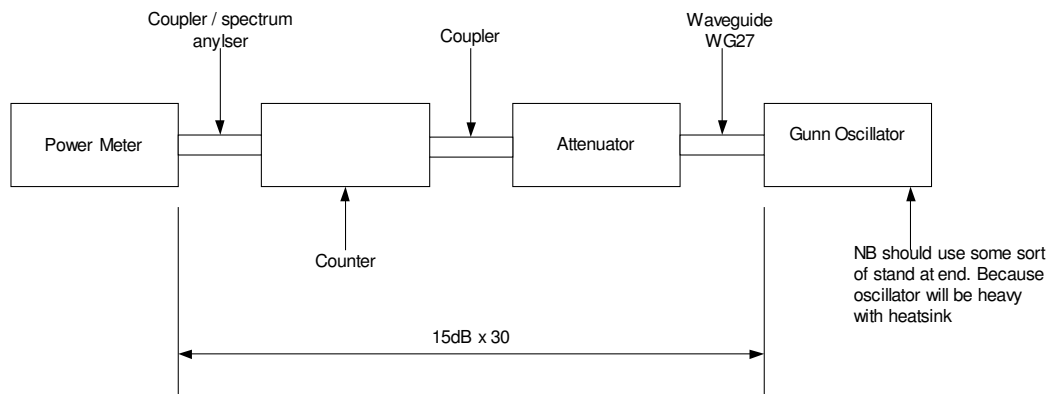 Coupler / spectrum
anylser
Coupler
Waveguide
WG27
Power Meter
Attenuator
Gunn Oscillator
Counter
NB should use some sort
of stand at end. Because
oscillator will be heavy
with heatsink
15dB x 30